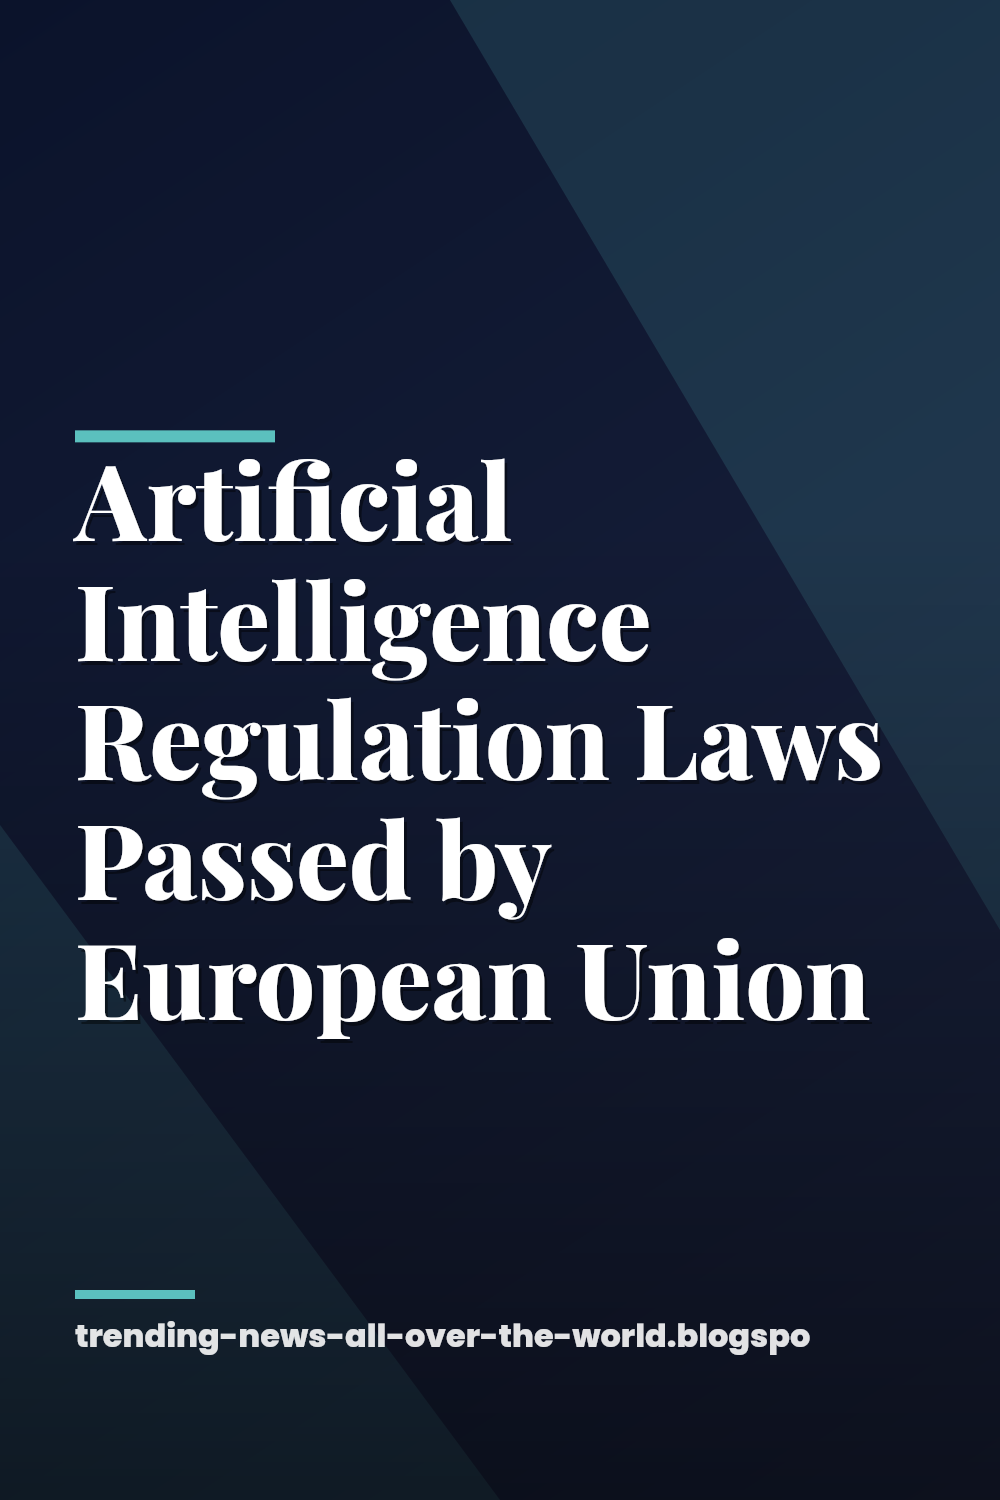 Artificial
Intelligence
Regulation Laws
Passed by
European Union
trending-news-all-over-the-world.blogspo